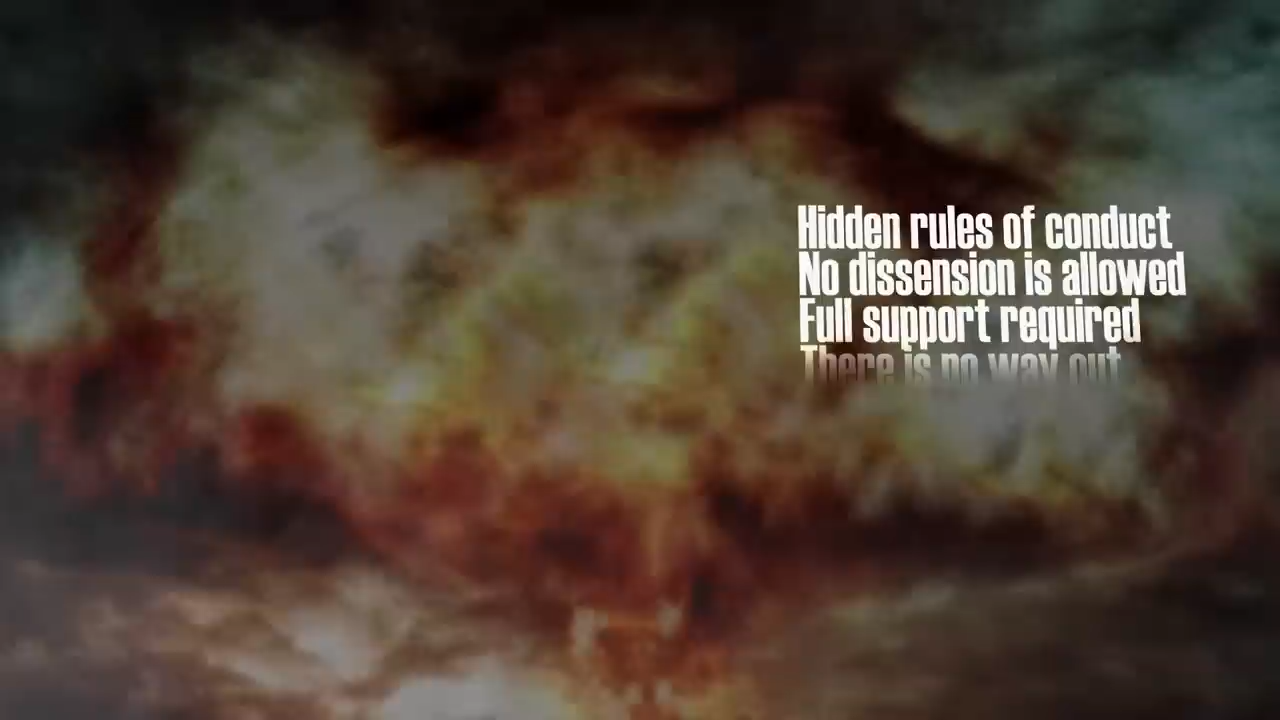 Hidden rules of conduct
No dissension is allowed
Full support required
There is no way out